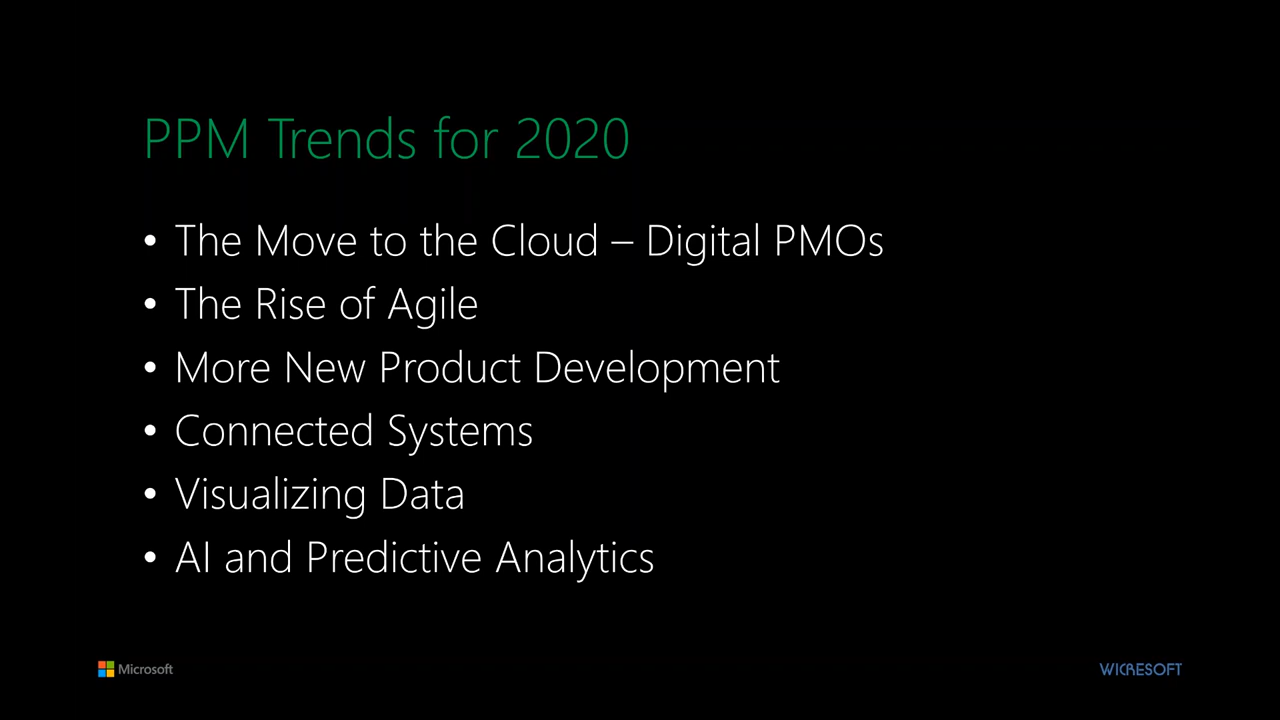 PPM Trends for 2020
• The Move to the Cloud – Digital PMOs
• The Rise of Agile
• More New Product Development
• Connected Systems
• Visualizing Data
• AI and Predictive Analytics
Microsoft
WICRESOFT